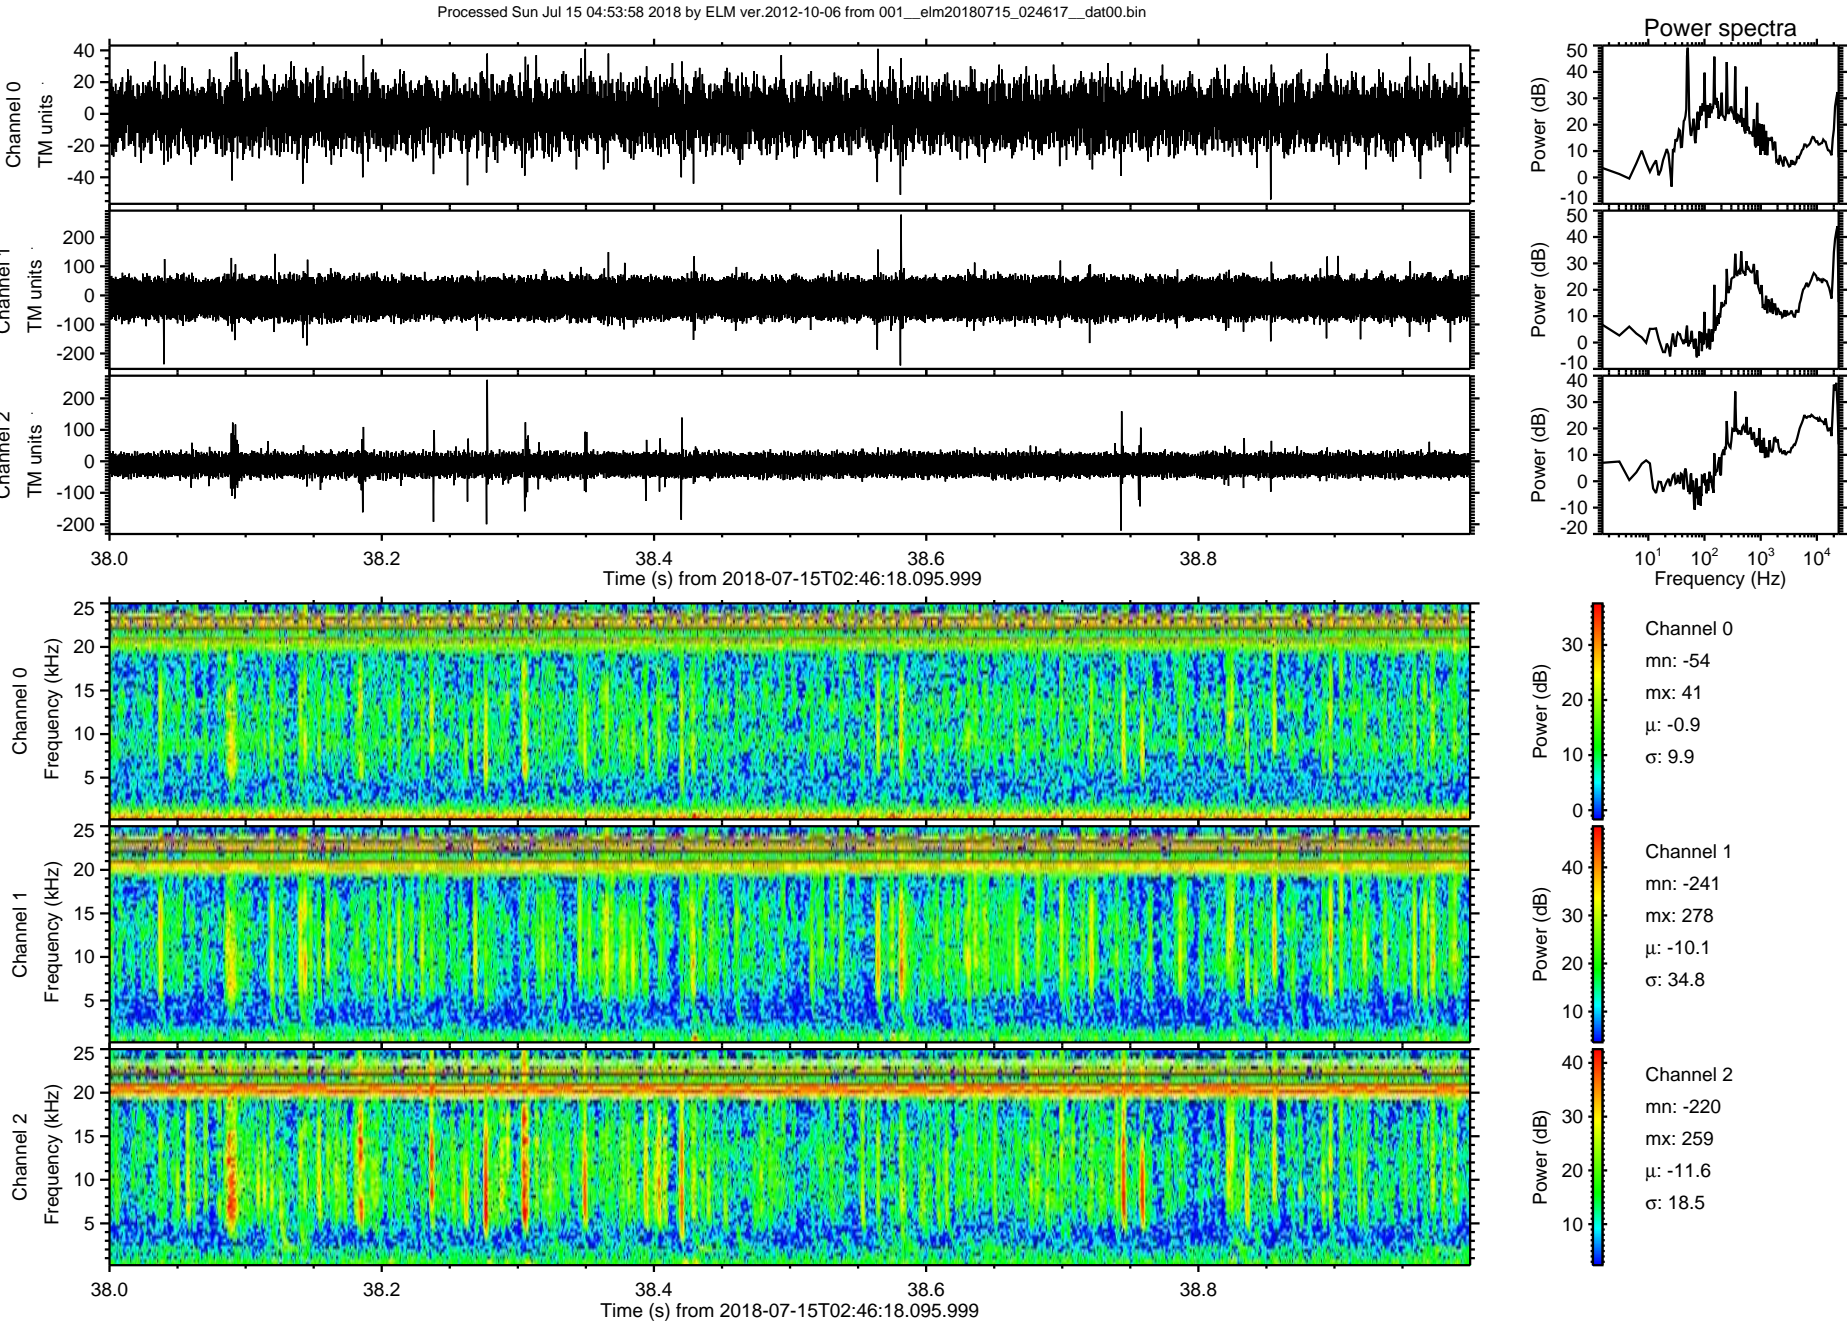 Processed Sun Jul 15 04:53:58 2018 by ELM ver.2012-10-06 from 001__elm20180715_024617__dat00.bin
Power spectra
Channel 0
TM units
40
20
0
-20
-40
Power (dB)
50
40
30
20
10
0
-10
Channel 1
TM units
200
100
0
-100
-200
Power (dB)
50
40
30
20
10
0
-10
Channel 2
TM units
200
100
0
-100
-200
Power (dB)
40
30
20
10
0
-10
-20
38.0 38.2 38.4 38.6 38.8
Time (s) from 2018-07-15T02:46:18.095.999
10¹ 10² 10³ 10⁴
Frequency (Hz)
Channel 0
Frequency (kHz)
25
20
15
10
5
Power (dB)
30
20
10
0
Channel 0
mn: -54
mx: 41
μ: -0.9
σ: 9.9
Channel 1
Frequency (kHz)
25
20
15
10
5
Power (dB)
40
30
20
10
Channel 1
mn: -241
mx: 278
μ: -10.1
σ: 34.8
Channel 2
Frequency (kHz)
25
20
15
10
5
Power (dB)
40
30
20
10
Channel 2
mn: -220
mx: 259
μ: -11.6
σ: 18.5
38.0 38.2 38.4 38.6 38.8
Time (s) from 2018-07-15T02:46:18.095.999